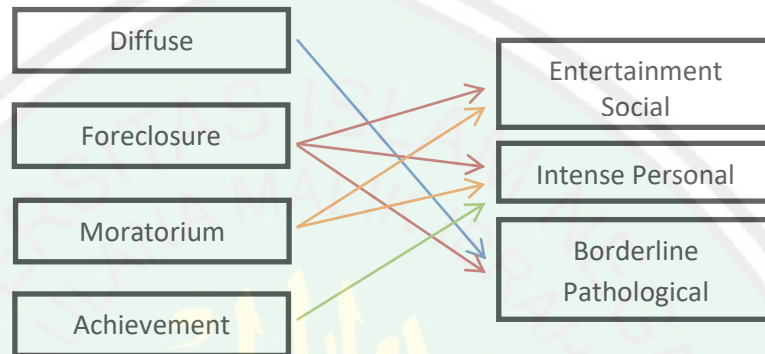 Diffuse
Foreclosure
Moratorium
Achievement
Entertainment
Social
Intense Personal
Borderline
Pathological